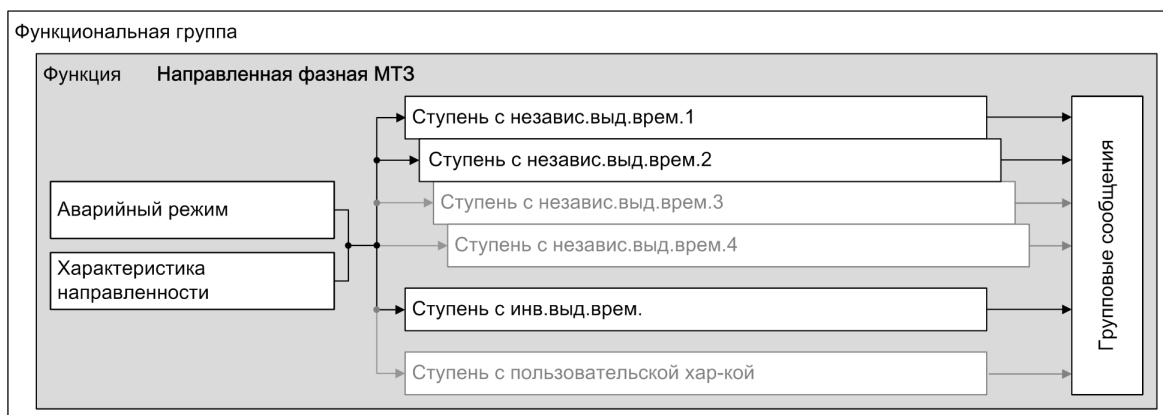 Функциональная группа
Функция Направленная фазная МТЗ
Ступень с независ.выд.врем.1
Ступень с независ.выд.врем.2
Ступень с независ.выд.врем.3
Ступень с независ.выд.врем.4
Аварийный режим
Характеристика
направленности
Ступень с инв.выд.врем.
Ступень с пользовательской хар-кой
Групповые сообщения